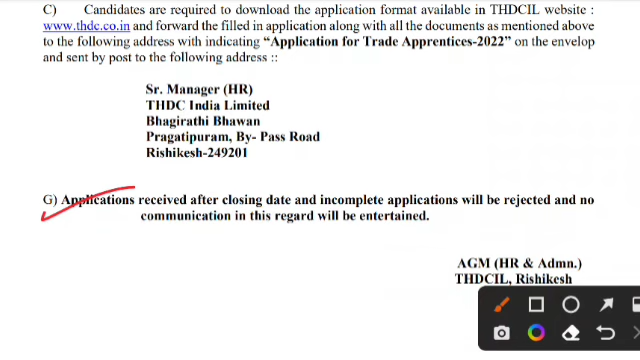 C) Candidates are required to download the application format available in THDCIL website :
www.thdc.co.in and forward the filled in application along with all the documents as mentioned above
to the following address with indicating “Application for Trade Apprentices-2022” on the envelop
and sent by post to the following address ::
Sr. Manager (HR)
THDC India Limited
Bhagirathi Bhawan
Pragatipuram, By- Pass Road
Rishikesh-249201
G) Applications received after closing date and incomplete applications will be rejected and no
communication in this regard will be entertained.
AGM (HR & Admn.)
THDCIL, Rishikesh